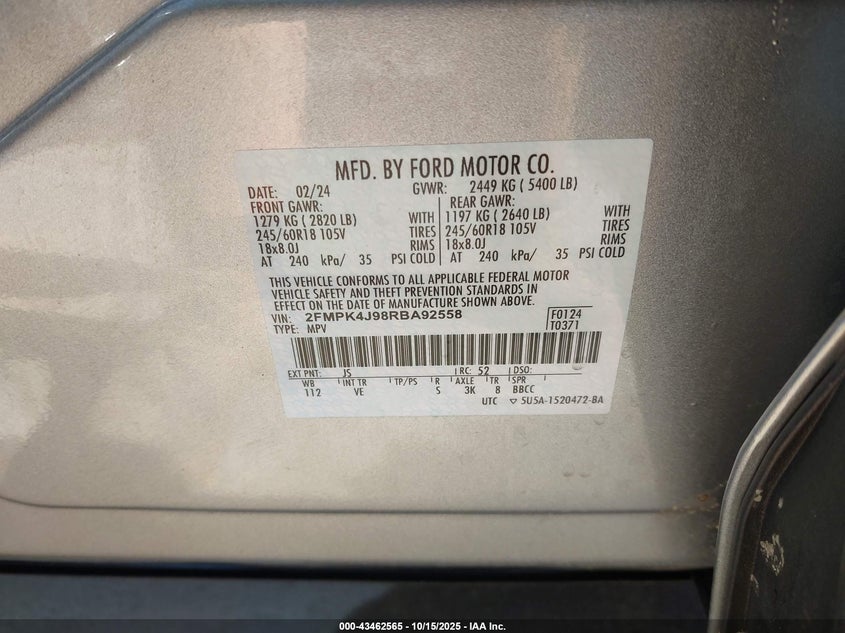 MFD. BY FORD MOTOR CO.
DATE: 02/24 GVWR: 2449 KG ( 5400 LB)
FRONT GAWR: REAR GAWR:
1279 KG ( 2820 LB) WITH 1197 KG ( 2640 LB) WITH
245/60R18 105V TIRES 245/60R18 105V TIRES
18x8.0J RIMS 18x8.0J RIMS
AT 240 kPa/ 35 PSI COLD AT 240 kPa/ 35 PSI COLD
THIS VEHICLE CONFORMS TO ALL APPLICABLE FEDERAL MOTOR
VEHICLE SAFETY AND THEFT PREVENTION STANDARDS IN
EFFECT ON THE DATE OF MANUFACTURE SHOWN ABOVE.
VIN: 2FMPK4J98RBA92558 F0124
TYPE: MPV T0371
EXT PNT: JS RC: 52 DSO:
WB INT TR TP/PS R AXLE TR SPR
112 VE S 3K 8 BBCC
UTC ▽ 5U5A-1520472-BA
000-43462565 - 10/15/2025 - IAA Inc.